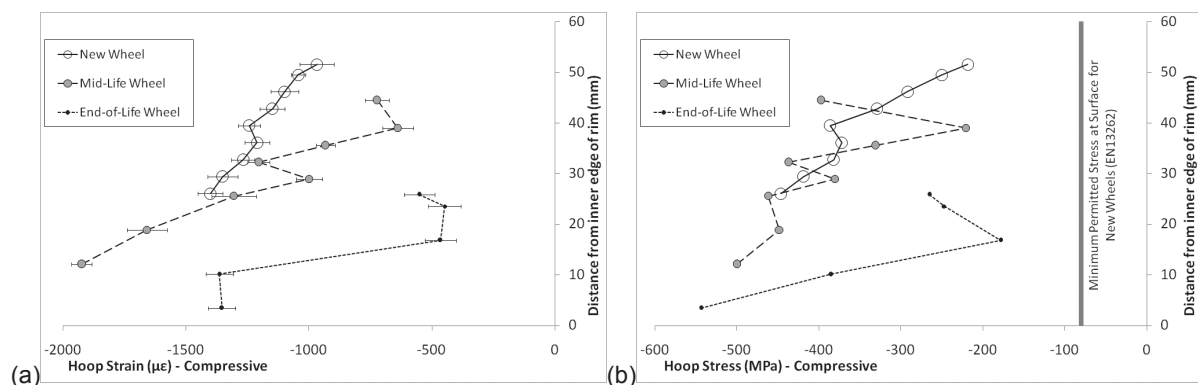 (a)
New Wheel
Mid-Life Wheel
End-of-Life Wheel
60
50
40
30
20
10
0
Distance from inner edge of rim (mm)
-2000
-1500
-1000
-500
0
Hoop Strain (με) - Compressive
(b)
New Wheel
Mid-Life Wheel
End-of-Life Wheel
Minimum Permitted Stress at Surface for
New Wheels (EN13262)
60
50
40
30
20
10
0
Distance from inner edge of rim (mm)
-600
-500
-400
-300
-200
-100
0
Hoop Stress (MPa) - Compressive